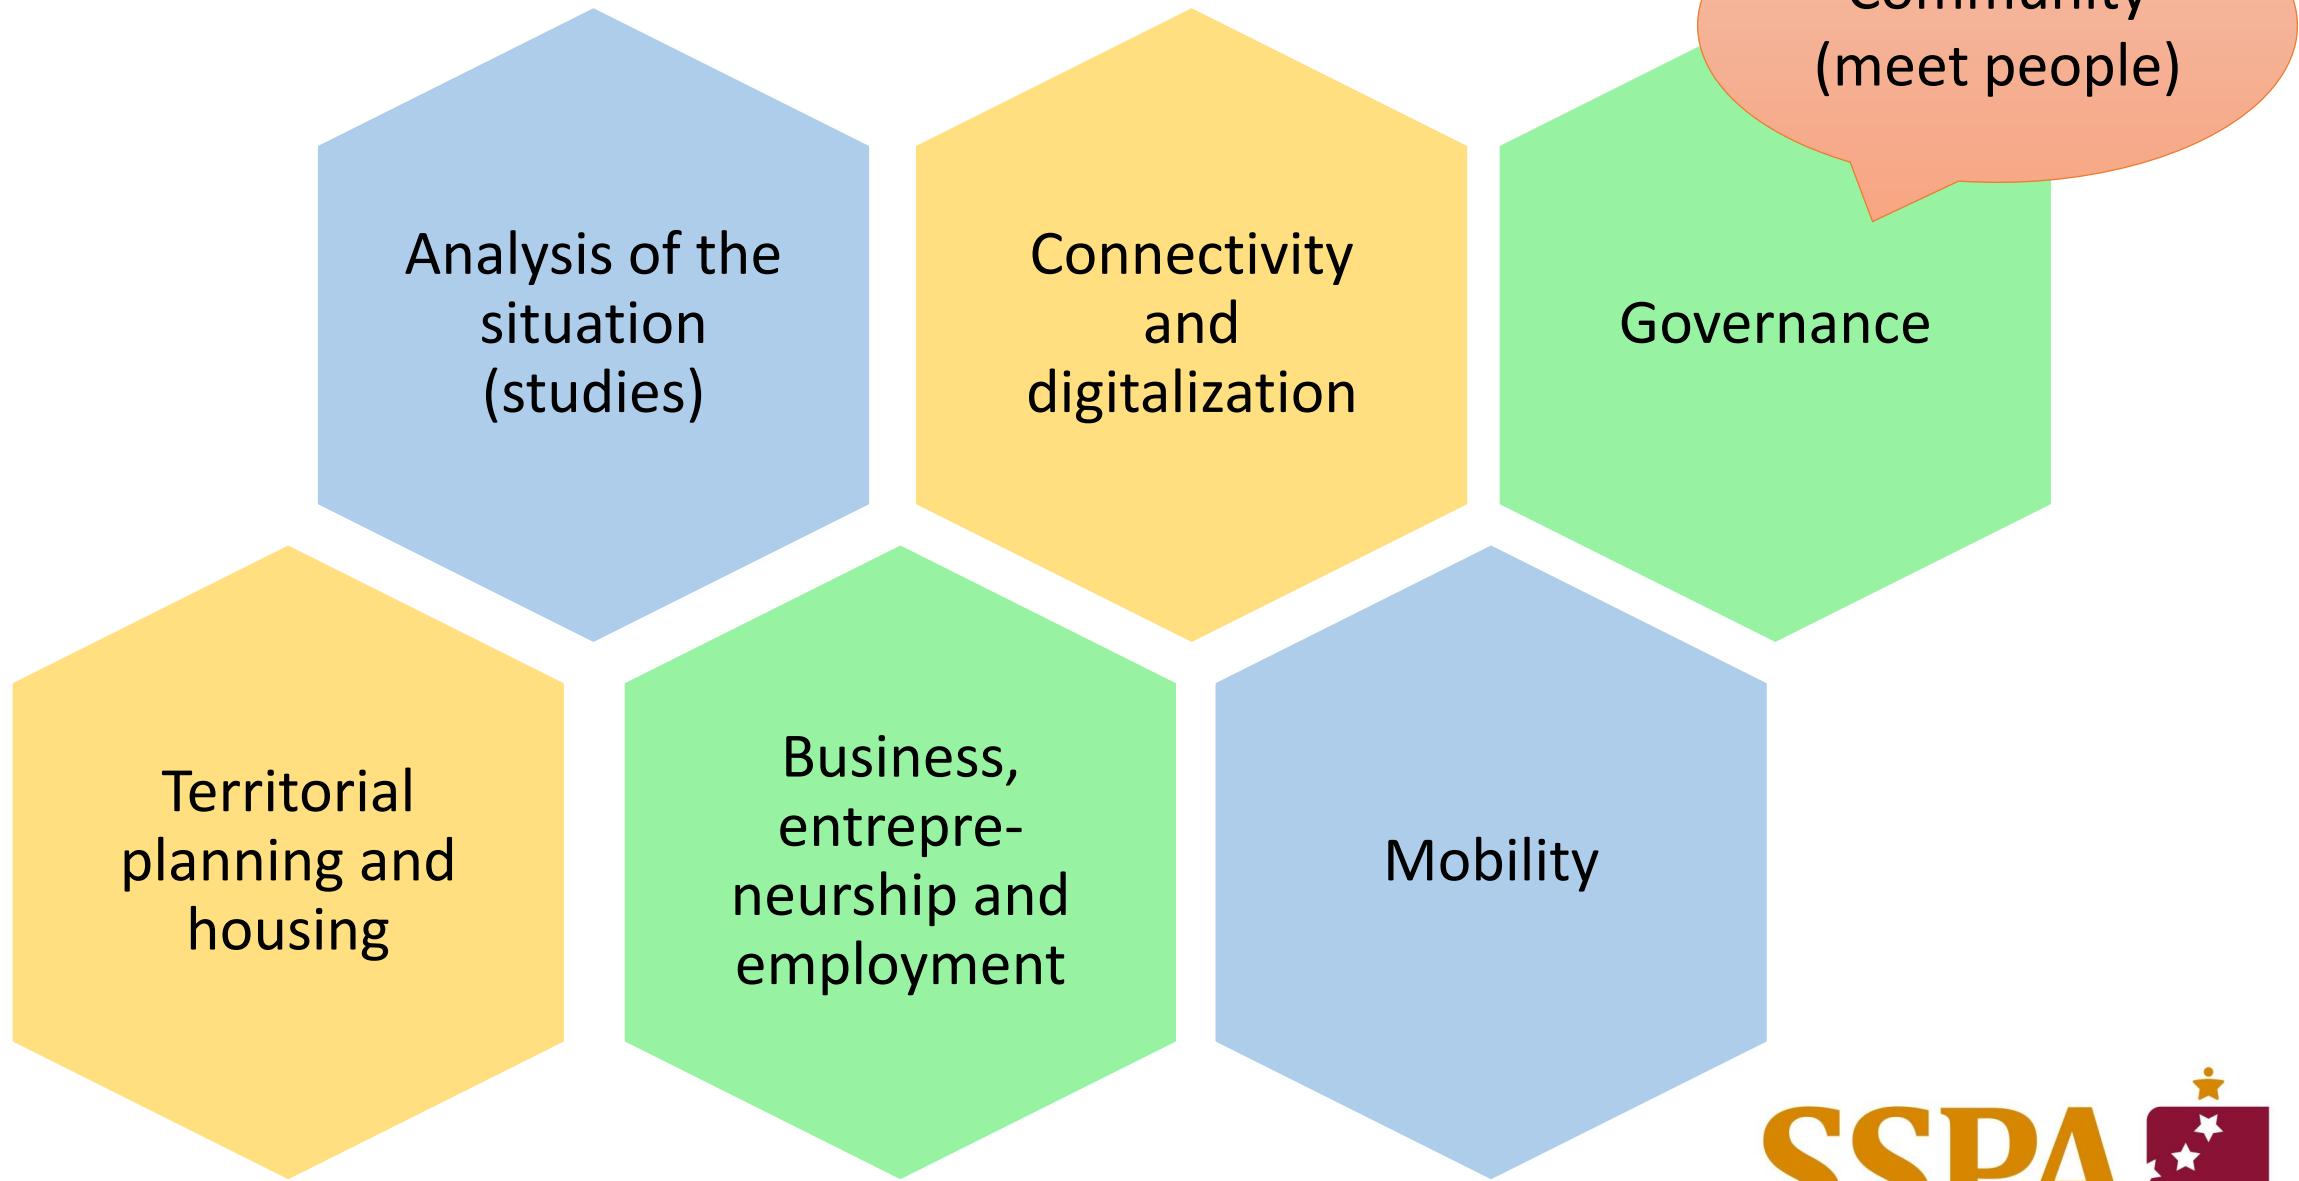 Community
(meet people)
Analysis of the
situation
(studies)
Connectivity
and
digitalization
Governance
Territorial
planning and
housing
Business,
entrepre-
neurship and
employment
Mobility
SSPA